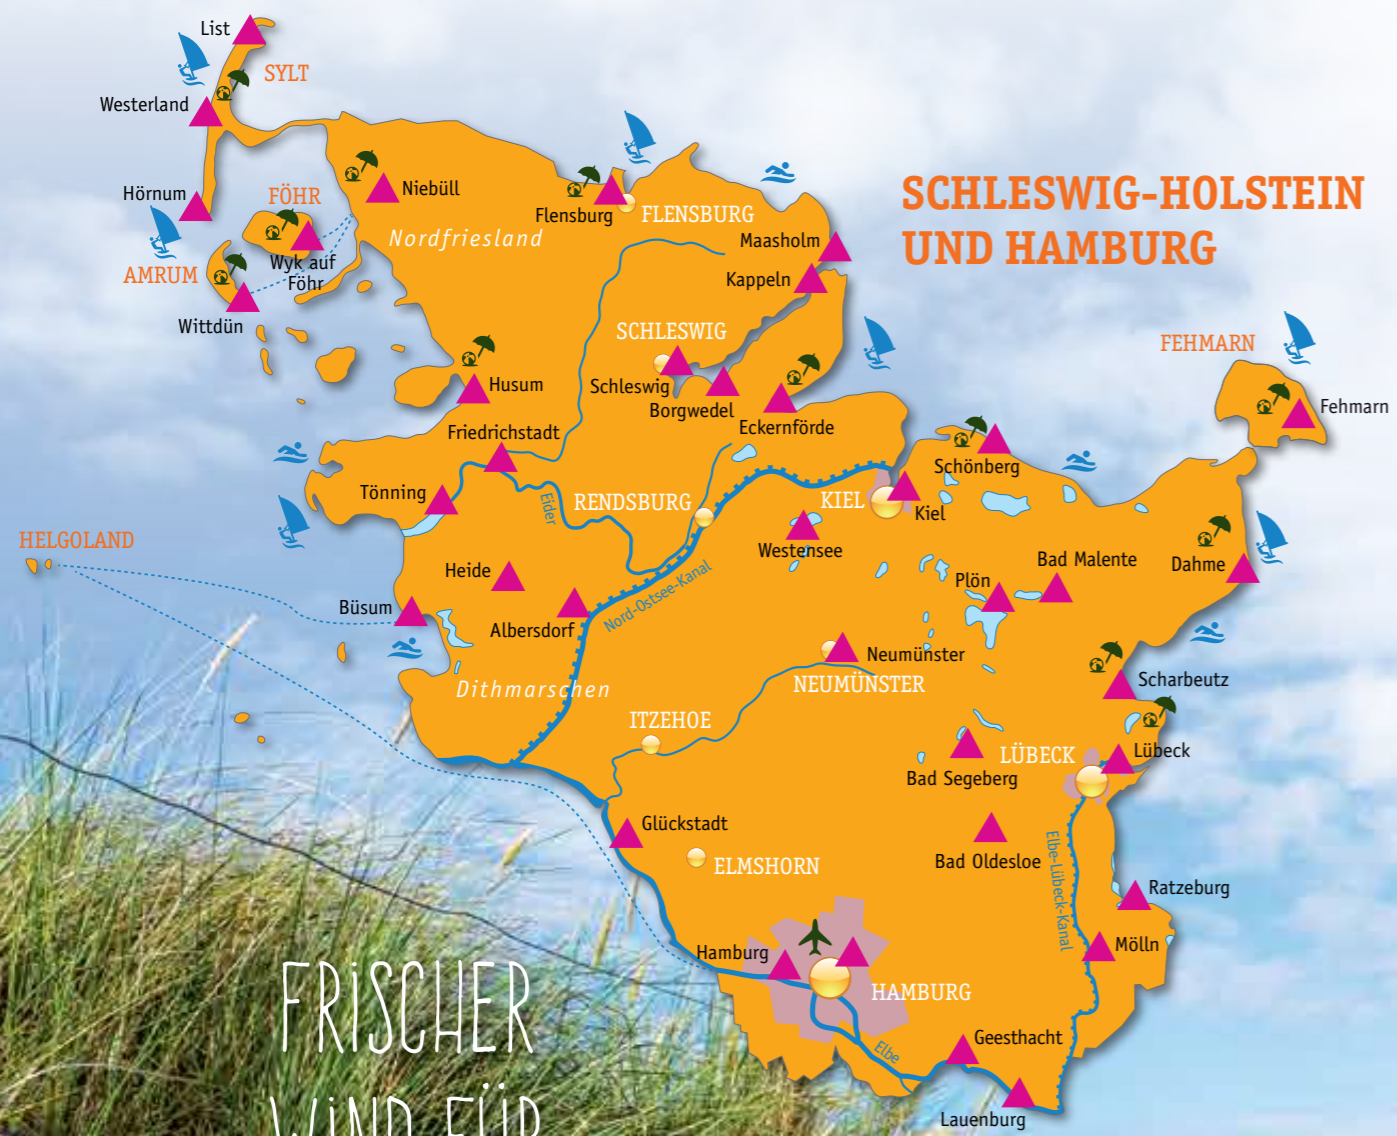 List
SYLT
Westerland
Hörnum
FÖHR
Niebüll
Nordfriesland
Wyk auf
Föhr
AMRUM
Wittdün
Flensburg
FLENSBURG
Maasholm
Kappeln
SCHLESWIG-HOLSTEIN
UND HAMBURG
SCHLESWIG
Schleswig
Borgwedel
Eckernförde
FEHMARN
Fehmarn
Husum
Friedrichstadt
Tönning
Eider
RENDSBURG
KIEL
Kiel
Schönberg
Westensee
HELGOLAND
Heide
Büsum
Albersdorf
Nord-Ostsee-Kanal
Plön
Bad Malente
Dahme
Neumünster
NEUMÜNSTER
Dithmarschen
Scharbeutz
ITZEHOE
LÜBECK
Lübeck
Bad Segeberg
Glückstadt
ELMSHORN
Bad Oldesloe
Elbe-Lübeck-Kanal
Ratzeburg
Mölln
Hamburg
HAMBURG
Elbe
Geesthacht
Lauenburg
FRISCHER
WIND FÜR